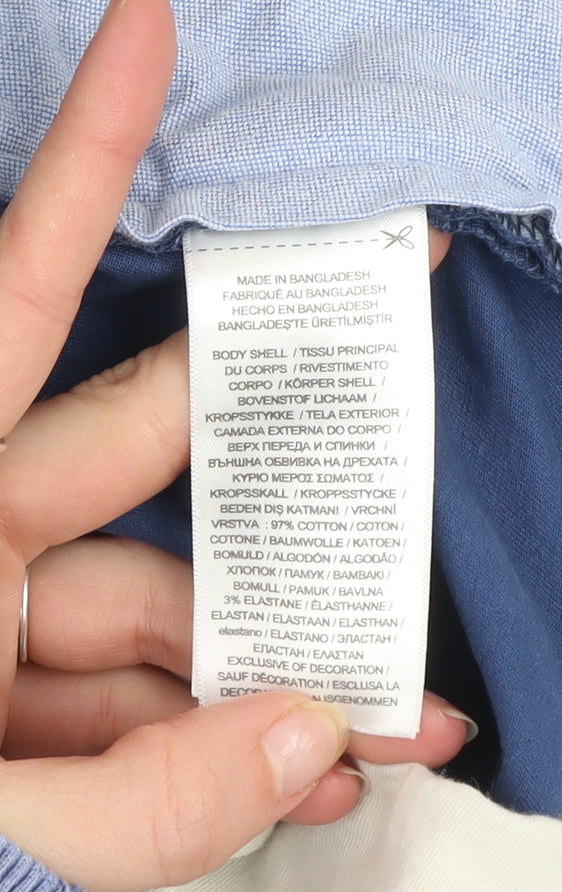 MADE IN BANGLADESH
FABRIQUÉ AU BANGLADESH
HECHO EN BANGLADESH
BANGLADEŞ'TE ÜRETİLMİŞTİR
BODY SHELL / TISSU PRINCIPAL
DU CORPS / RIVESTIMENTO
CORPO / KÖRPER SHELL /
BOVENSTOF LICHAAM /
KROPSSTYKKE / TELA EXTERIOR /
CAMADA EXTERNA DO CORPO /
ВЕРХ ПЕРЕДА И СПИНКИ /
ВЪНШНА ОБВИВКА НА ДРЕХАТА /
ΚΥΡΙΟ ΜΕΡΟΣ ΣΩΜΑΤΟΣ /
KROPPSSKALL / KROPPSSTYCKE /
BEDEN DIŞ KATMANI / VRCHNÍ
VRSTVA : 97% COTTON / COTON /
COTONE / BAUMWOLLE / KATOEN /
BOMULD / ALGODÓN / ALGODÃO /
ХЛОПОК / ПАМУК / ΒΑΜΒΑΚΙ /
BOMULL / PAMUK / BAVLNA
3% ELASTANE / ÉLASTHANNE /
ELASTAN / ELASTAAN / ELASTHAN /
elastano / ELASTANO / ЭЛАСТАН /
ЕЛАСТАН / ΕΛΑΣΤΑΝ
EXCLUSIVE OF DECORATION /
SAUF DÉCORATION / ESCLUSA LA
AUSGENOMMEN